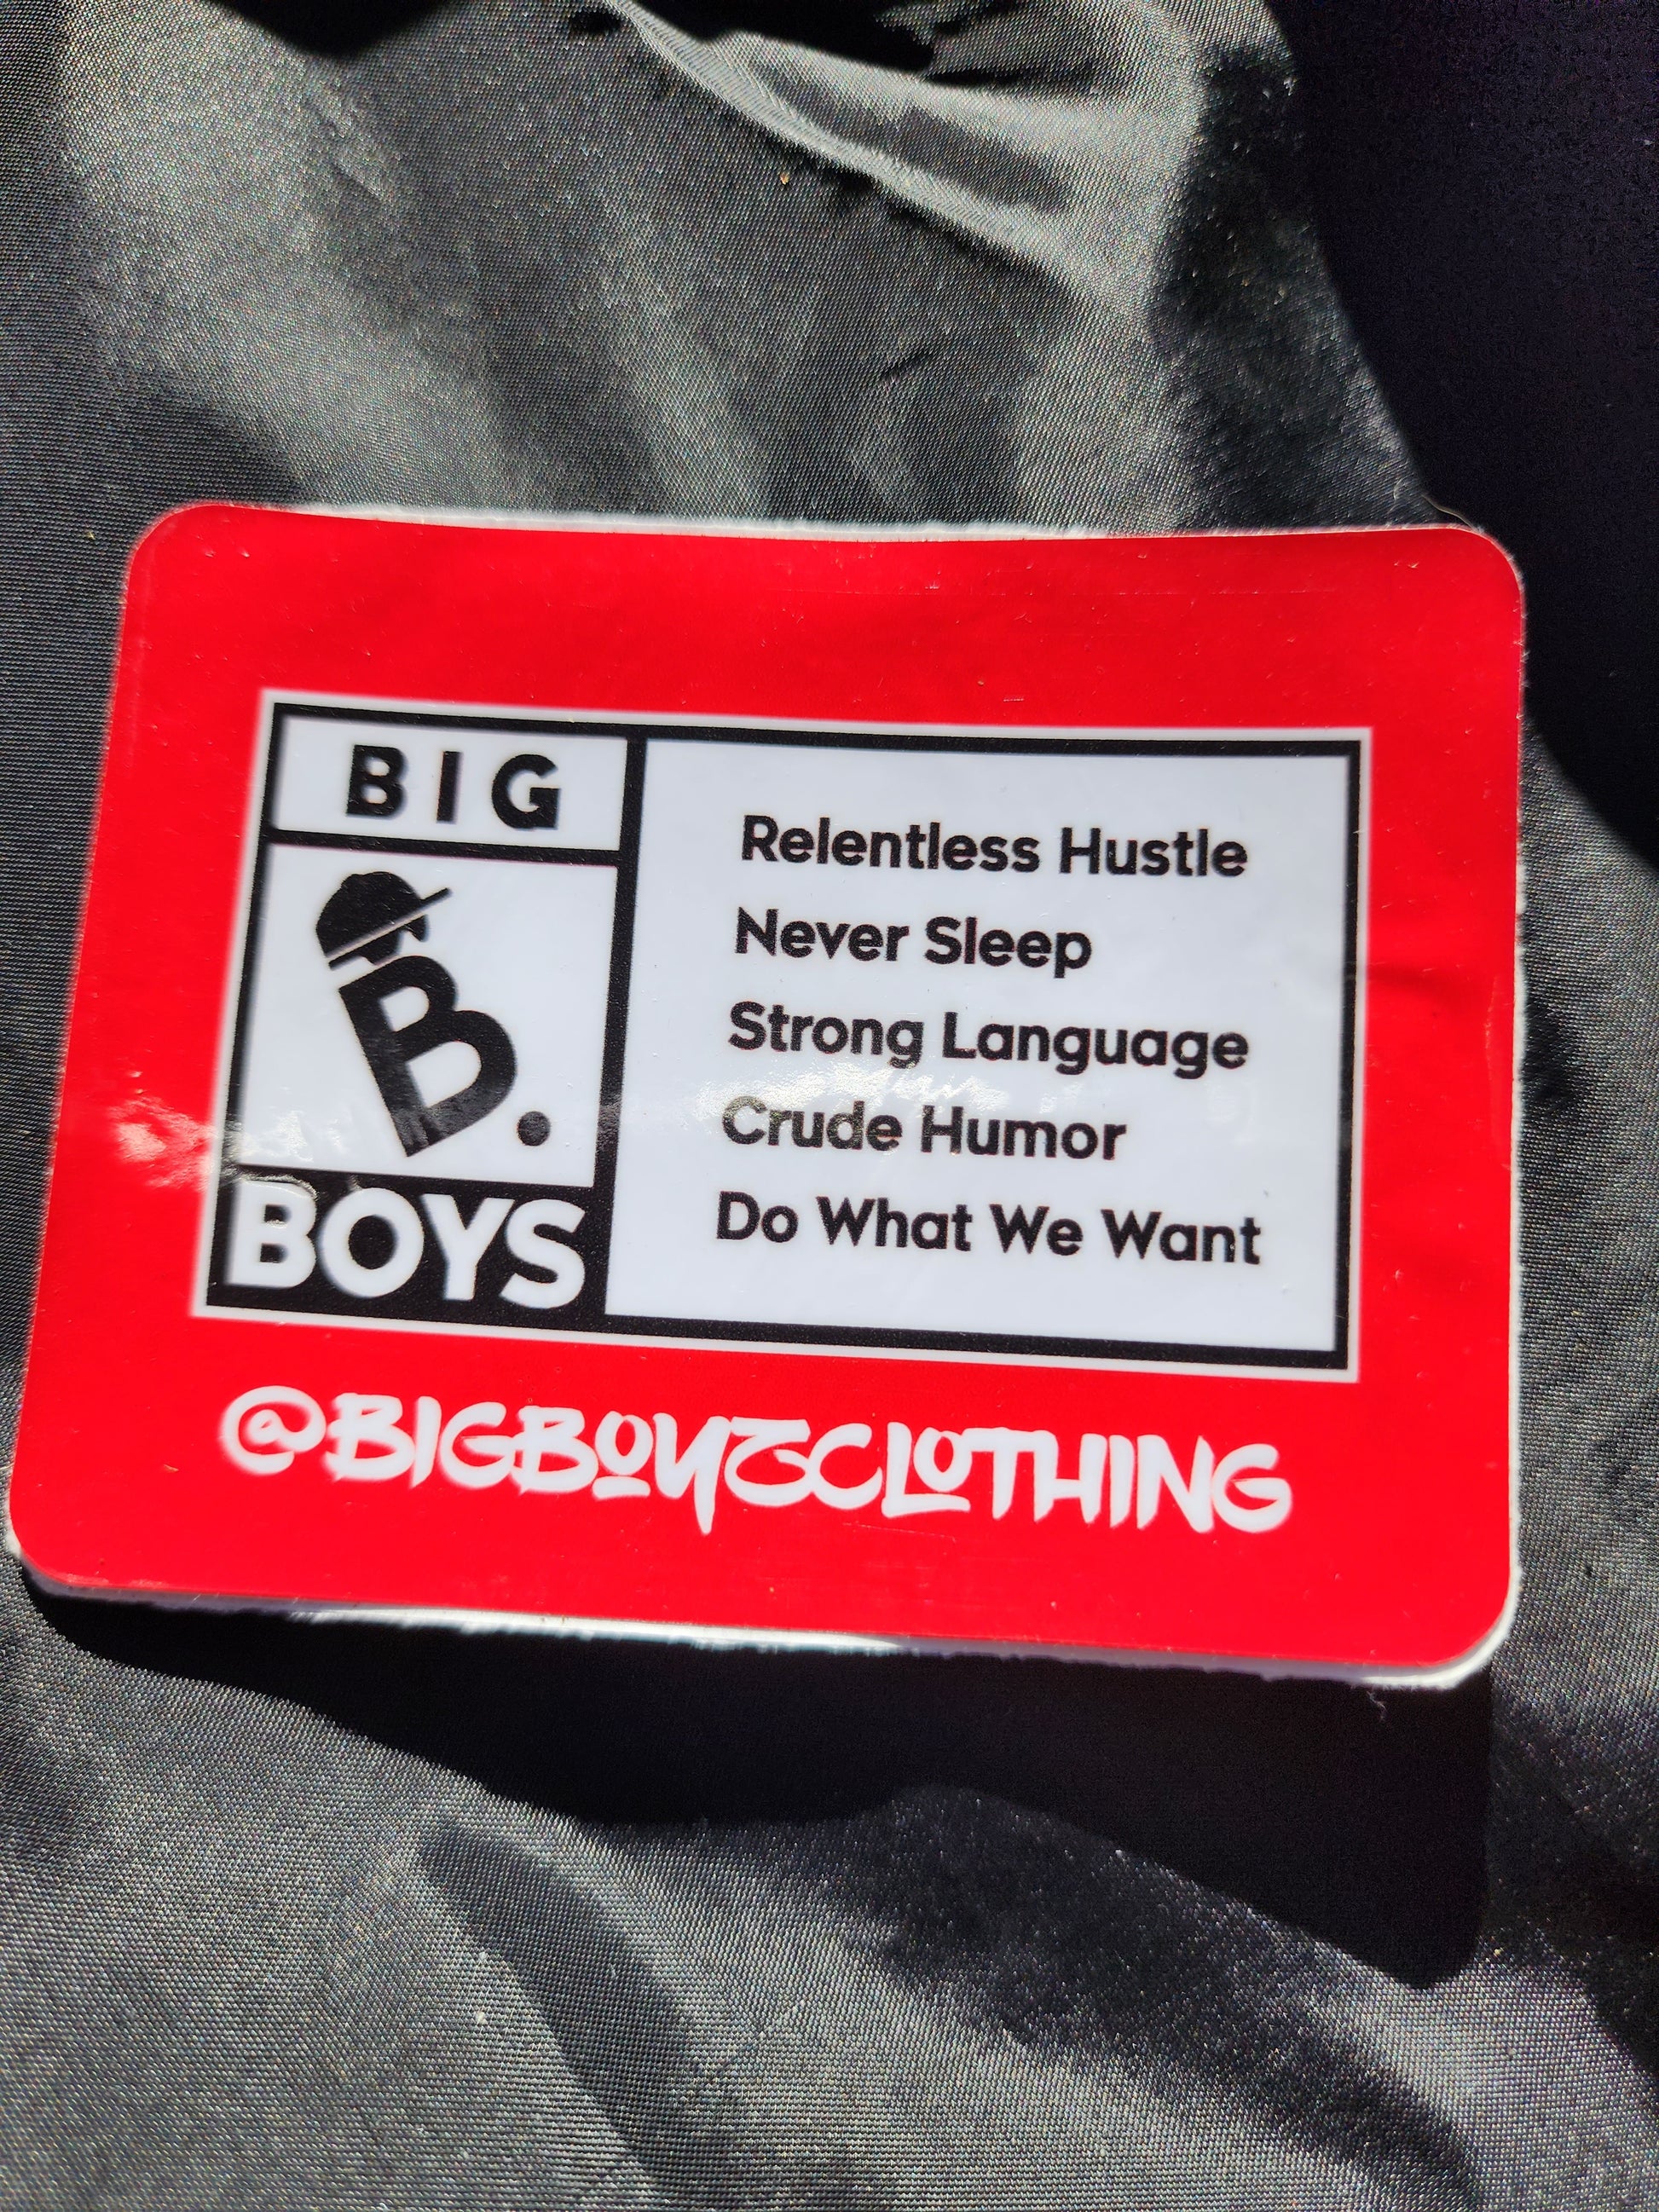 BIG
B.
BOYS
Relentless Hustle
Never Sleep
Strong Language
Crude Humor
Do What We Want
@BIGBOYZCLOTHING